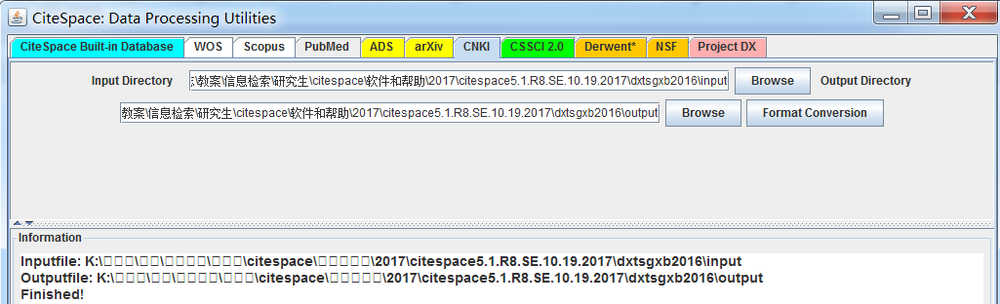 CiteSpace: Data Processing Utilities
CiteSpace Built-in Database WOS Scopus PubMed ADS arXiv CNKI CSSCI 2.0 Derwent* NSF Project DX
Input Directory \教案\信息检索\研究生\citespace\软件和帮助\2017\citespace5.1.R8.SE.10.19.2017\dxtsgxb2016\input Browse Output Directory
教案\信息检索\研究生\citespace\软件和帮助\2017\citespace5.1.R8.SE.10.19.2017\dxtsgxb2016\output Browse Format Conversion
Information
Inputfile: K:\□□□\□□\□□□□\□□□\citespace\□□□□□\2017\citespace5.1.R8.SE.10.19.2017\dxtsgxb2016\input
Outputfile: K:\□□□\□□\□□□□\□□□\citespace\□□□□□\2017\citespace5.1.R8.SE.10.19.2017\dxtsgxb2016\output
Finished!